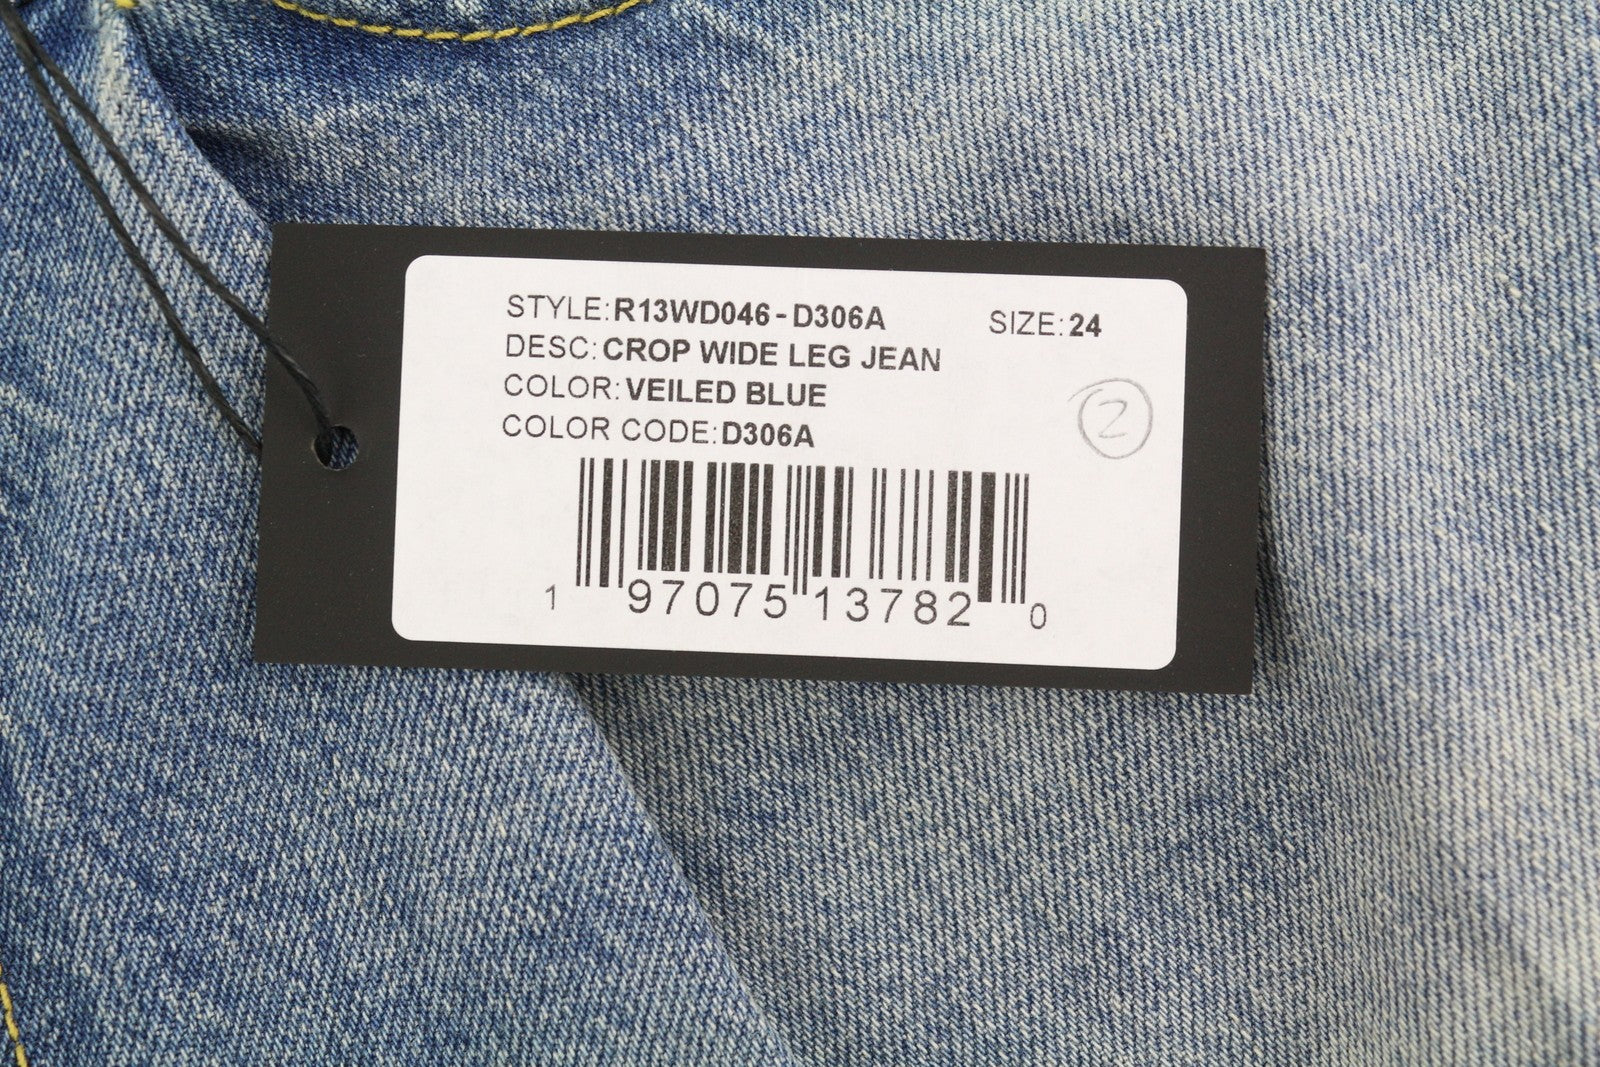 STYLE: R13WD046 - D306A SIZE: 24
DESC: CROP WIDE LEG JEAN
COLOR: VEILED BLUE
COLOR CODE: D306A
2
1 97075 13782 0